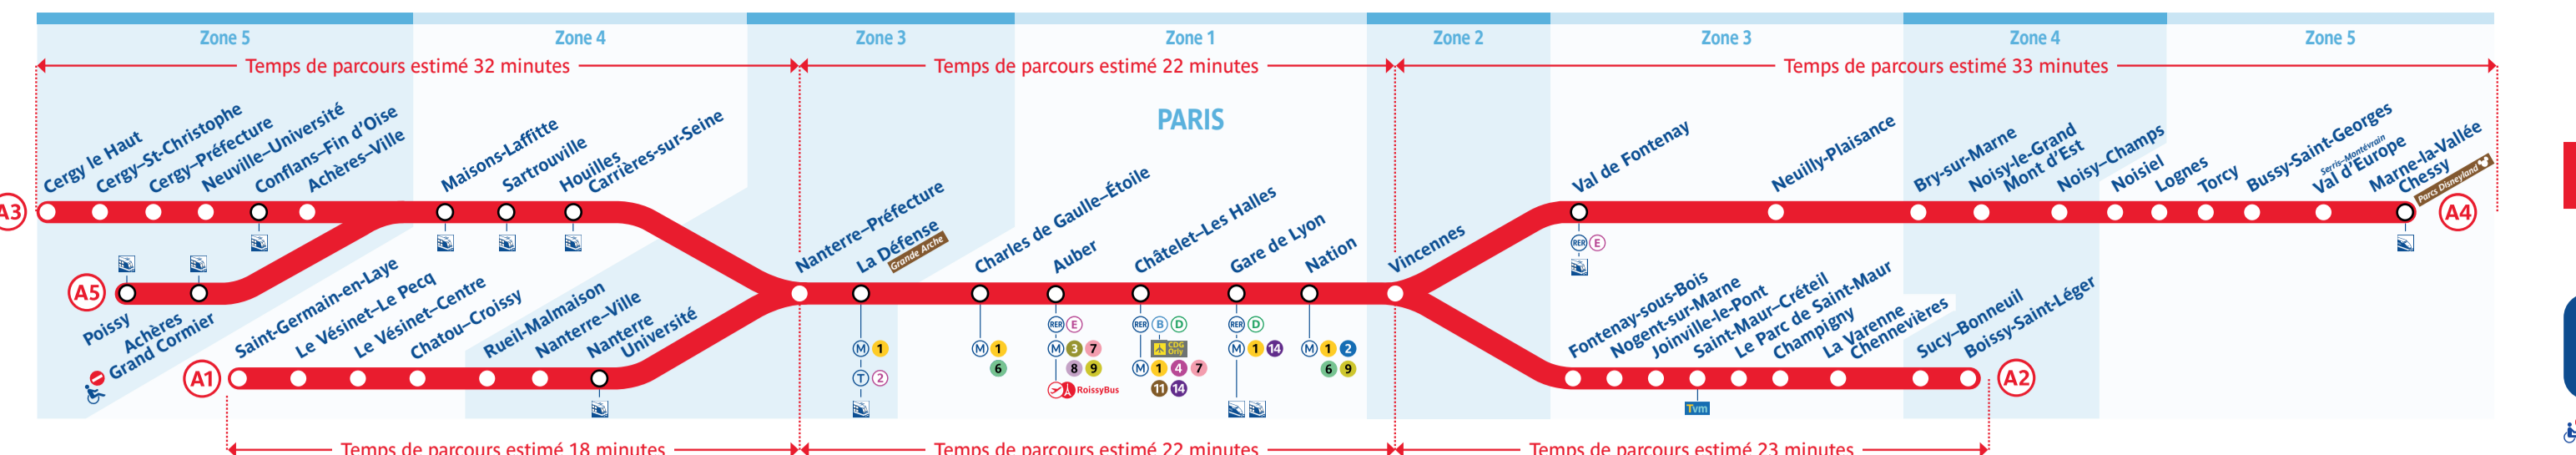 Zone 5
Zone 4
Zone 3
Zone 1
Zone 2
Zone 3
Zone 4
Zone 5
Temps de parcours estimé 32 minutes
Temps de parcours estimé 22 minutes
Temps de parcours estimé 33 minutes
PARIS
A3
Cergy le Haut
Cergy–St-Christophe
Cergy–Préfecture
Neuville–Université
Conflans–Fin d'Oise
Achères–Ville
Maisons-Laffitte
Sartrouville
Houilles
Carrières-sur-Seine
A5
Poissy
Achères
Grand Cormier
A1
Saint-Germain-en-Laye
Le Vésinet–Le Pecq
Le Vésinet–Centre
Chatou–Croissy
Rueil-Malmaison
Nanterre–Ville
Nanterre
Université
Nanterre–Préfecture
La Défense
Grande Arche
M 1
T 2
Charles de Gaulle–Étoile
M 1
6
Auber
RER E
M 3 7
8 9
RoissyBus
Châtelet–Les Halles
RER B D
CDG
Orly
M 1 4 7
11 14
Gare de Lyon
RER D
M 1 14
Nation
M 1 2
6 9
Vincennes
Val de Fontenay
RER E
Neuilly-Plaisance
Bry-sur-Marne
Noisy-le-Grand
Mont d'Est
Noisy–Champs
Noisiel
Lognes
Torcy
Bussy-Saint-Georges
Serris–Montévrain
Val d'Europe
Marne-la-Vallée
Chessy
Parcs Disneyland
A4
Fontenay-sous-Bois
Nogent-sur-Marne
Joinville-le-Pont
Saint-Maur–Créteil
Tvm
Le Parc de Saint-Maur
Champigny
La Varenne
Chennevières
Sucy–Bonneuil
Boissy-Saint-Léger
A2
Temps de parcours estimé 18 minutes
Temps de parcours estimé 22 minutes
Temps de parcours estimé 23 minutes